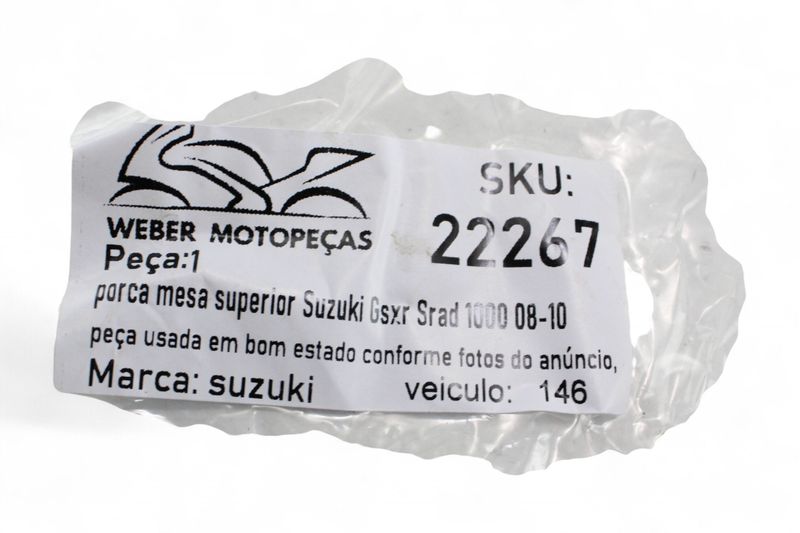 WEBER MOTOPEÇAS
SKU:
22267
Peça:1
porca mesa superior Suzuki Gsxr Srad 1000 08-10
peça usada em bom estado conforme fotos do anúncio,
Marca: suzuki veiculo: 146